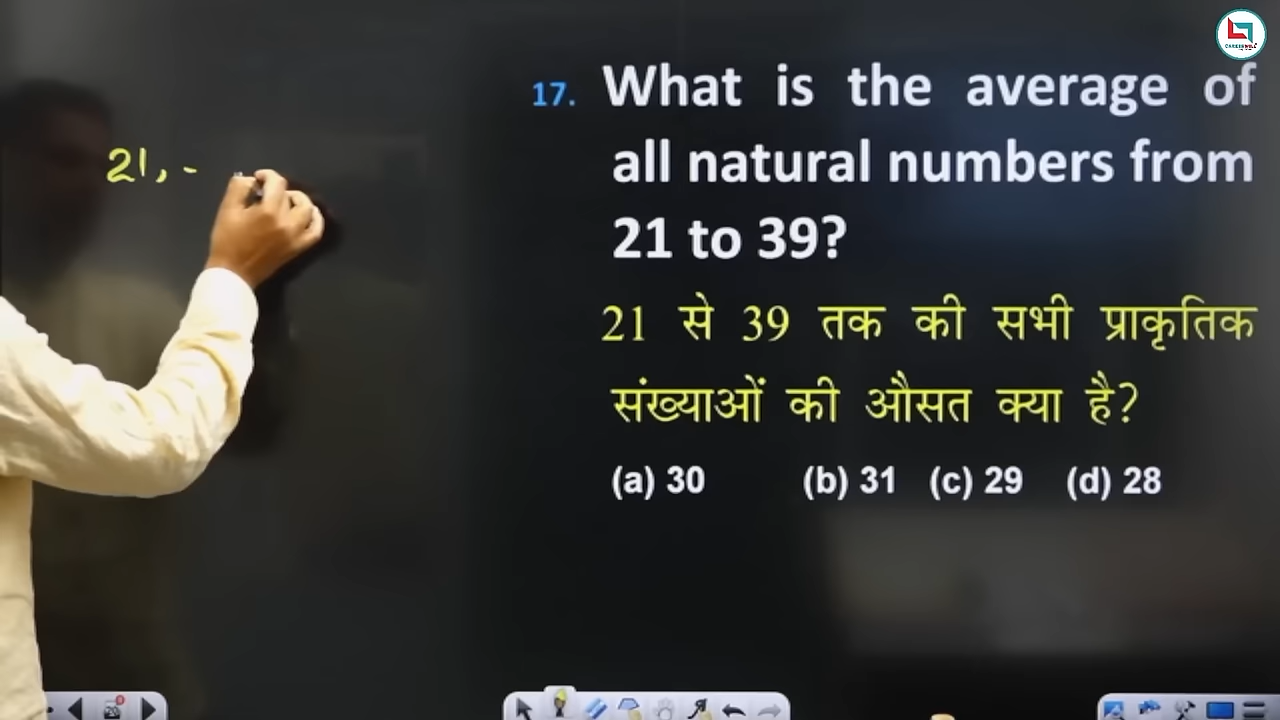 CAREERWILL
17. What is the average of
all natural numbers from
21 to 39?
21 से 39 तक की सभी प्राकृतिक
संख्याओं की औसत क्या है?
(a) 30 (b) 31 (c) 29 (d) 28
21, -